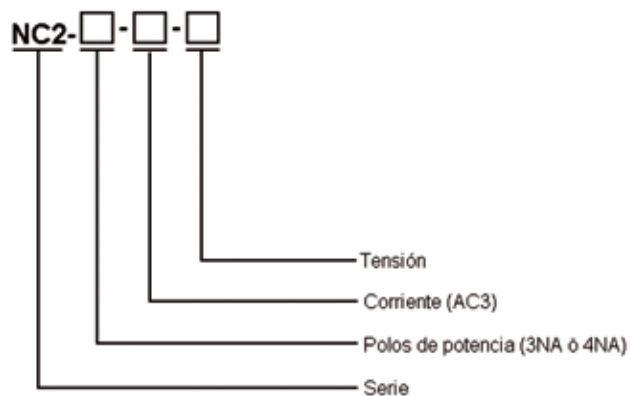 NC2-□-□-□
Tensión
Corriente (AC3)
Polos de potencia (3NA ó 4NA)
Serie